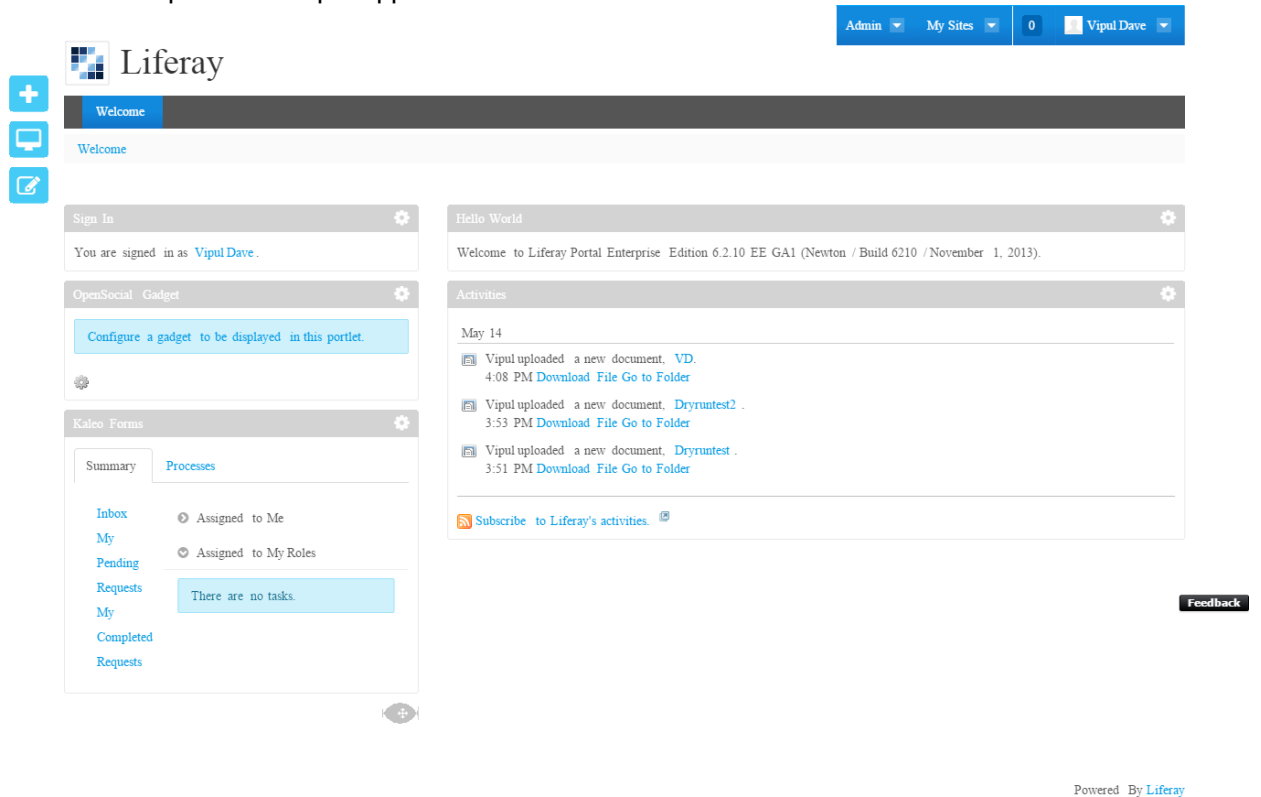 Admin My Sites 0 Vipul Dave
Liferay
Welcome
Welcome
Sign In
You are signed in as Vipul Dave .
OpenSocial Gadget
Configure a gadget to be displayed in this portlet.
Kaleo Forms
Summary Processes
Inbox
My
Pending
Requests
My
Completed
Requests
Assigned to Me
Assigned to My Roles
There are no tasks.
Hello World
Welcome to Liferay Portal Enterprise Edition 6.2.10 EE GA1 (Newton / Build 6210 / November 1, 2013).
Activities
May 14
Vipul uploaded a new document, VD.
4:08 PM Download File Go to Folder
Vipul uploaded a new document, Dryruntest2 .
3:53 PM Download File Go to Folder
Vipul uploaded a new document, Dryruntest .
3:51 PM Download File Go to Folder
Subscribe to Liferay's activities.
Feedback
Powered By Liferay